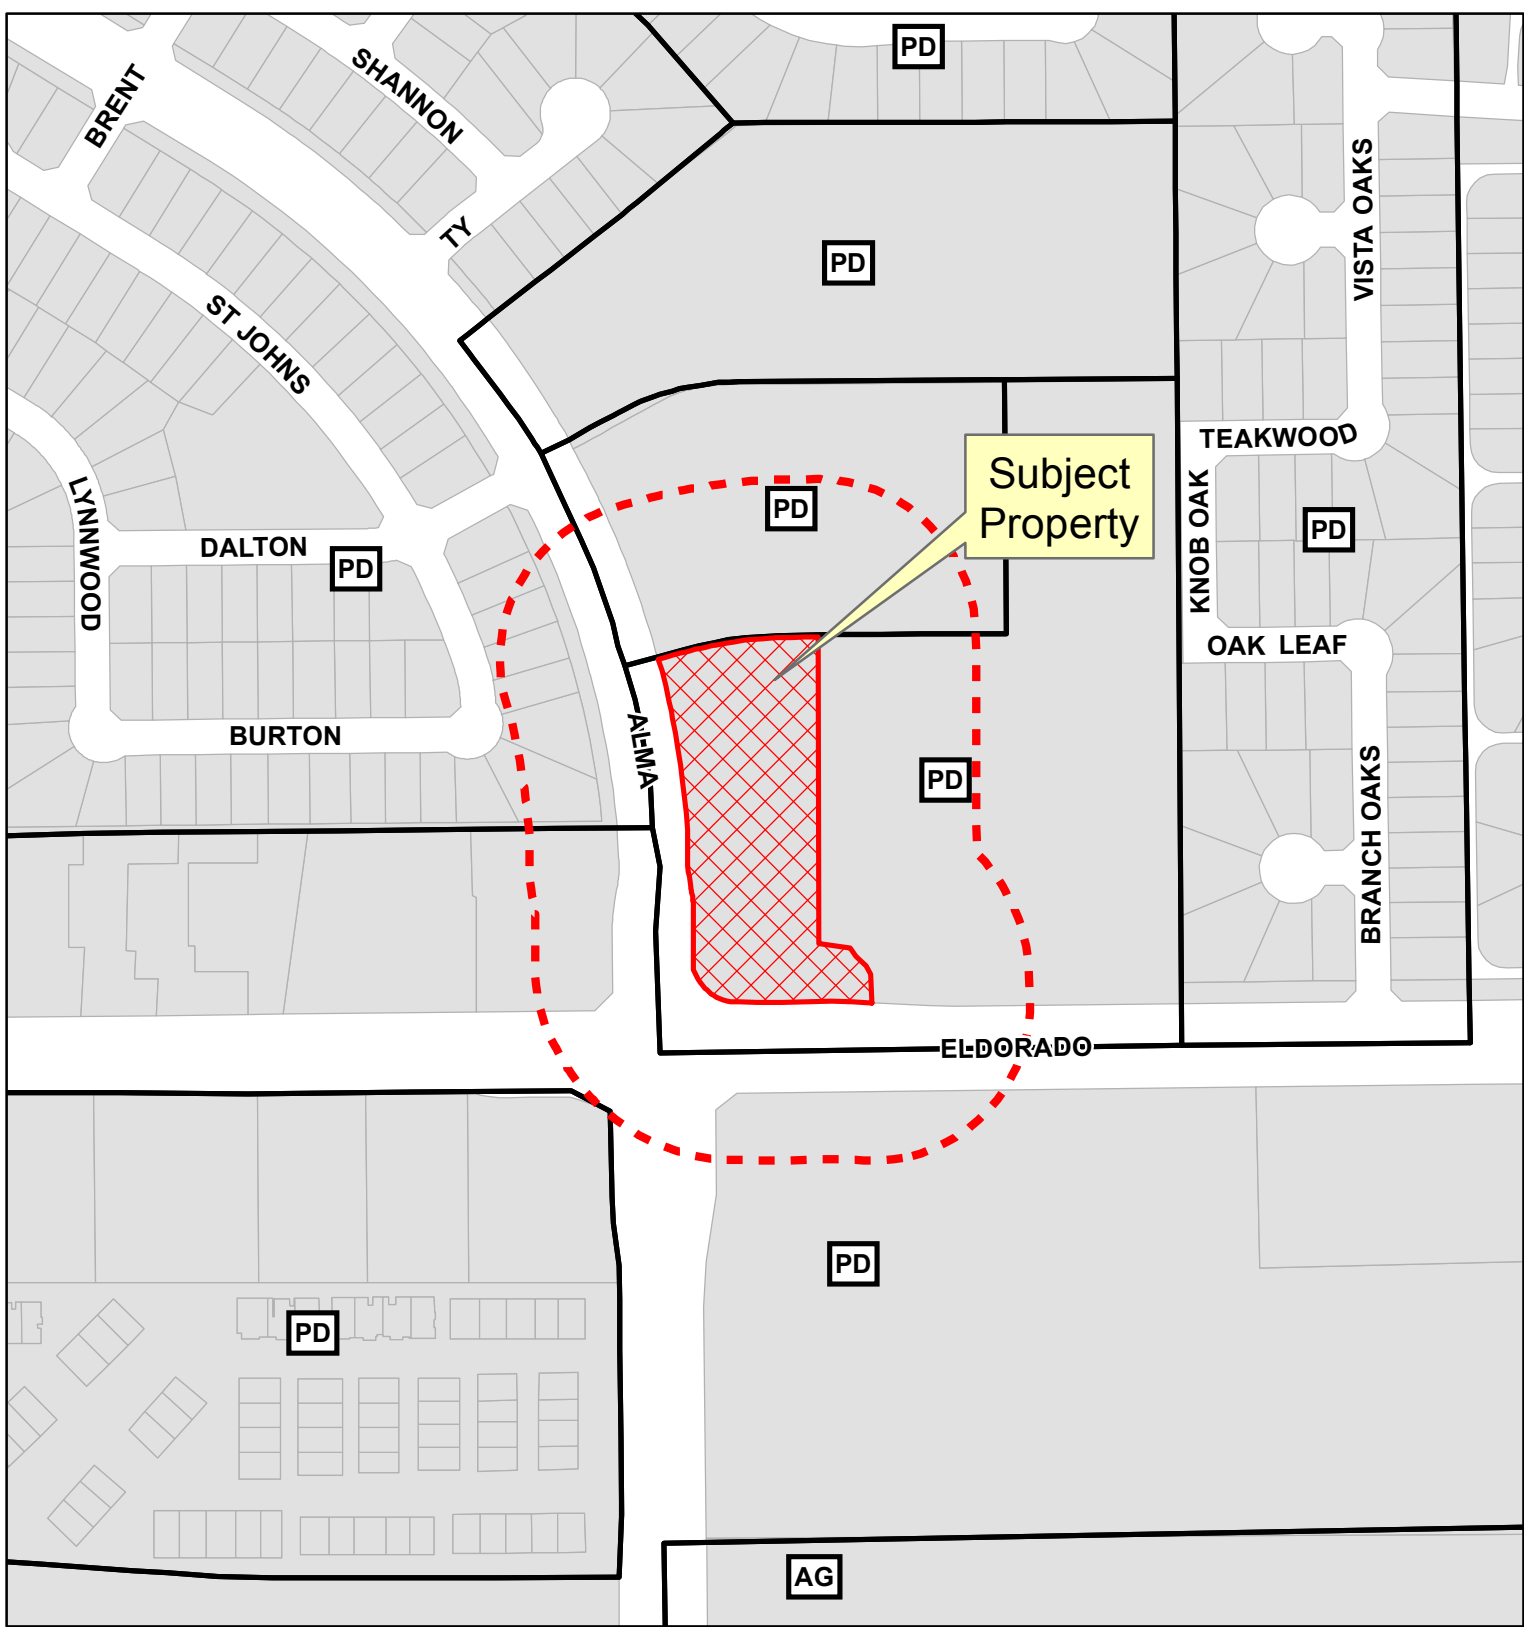 PD
SHANNON
BRENT
VISTA OAKS
TY
PD
ST JOHNS
TEAKWOOD
Subject
Property
PD
KNOB OAK
PD
LYNNWOOD
DALTON
PD
OAK LEAF
BURTON
ALMA
PD
BRANCH OAKS
ELDORADO
PD
PD
AG